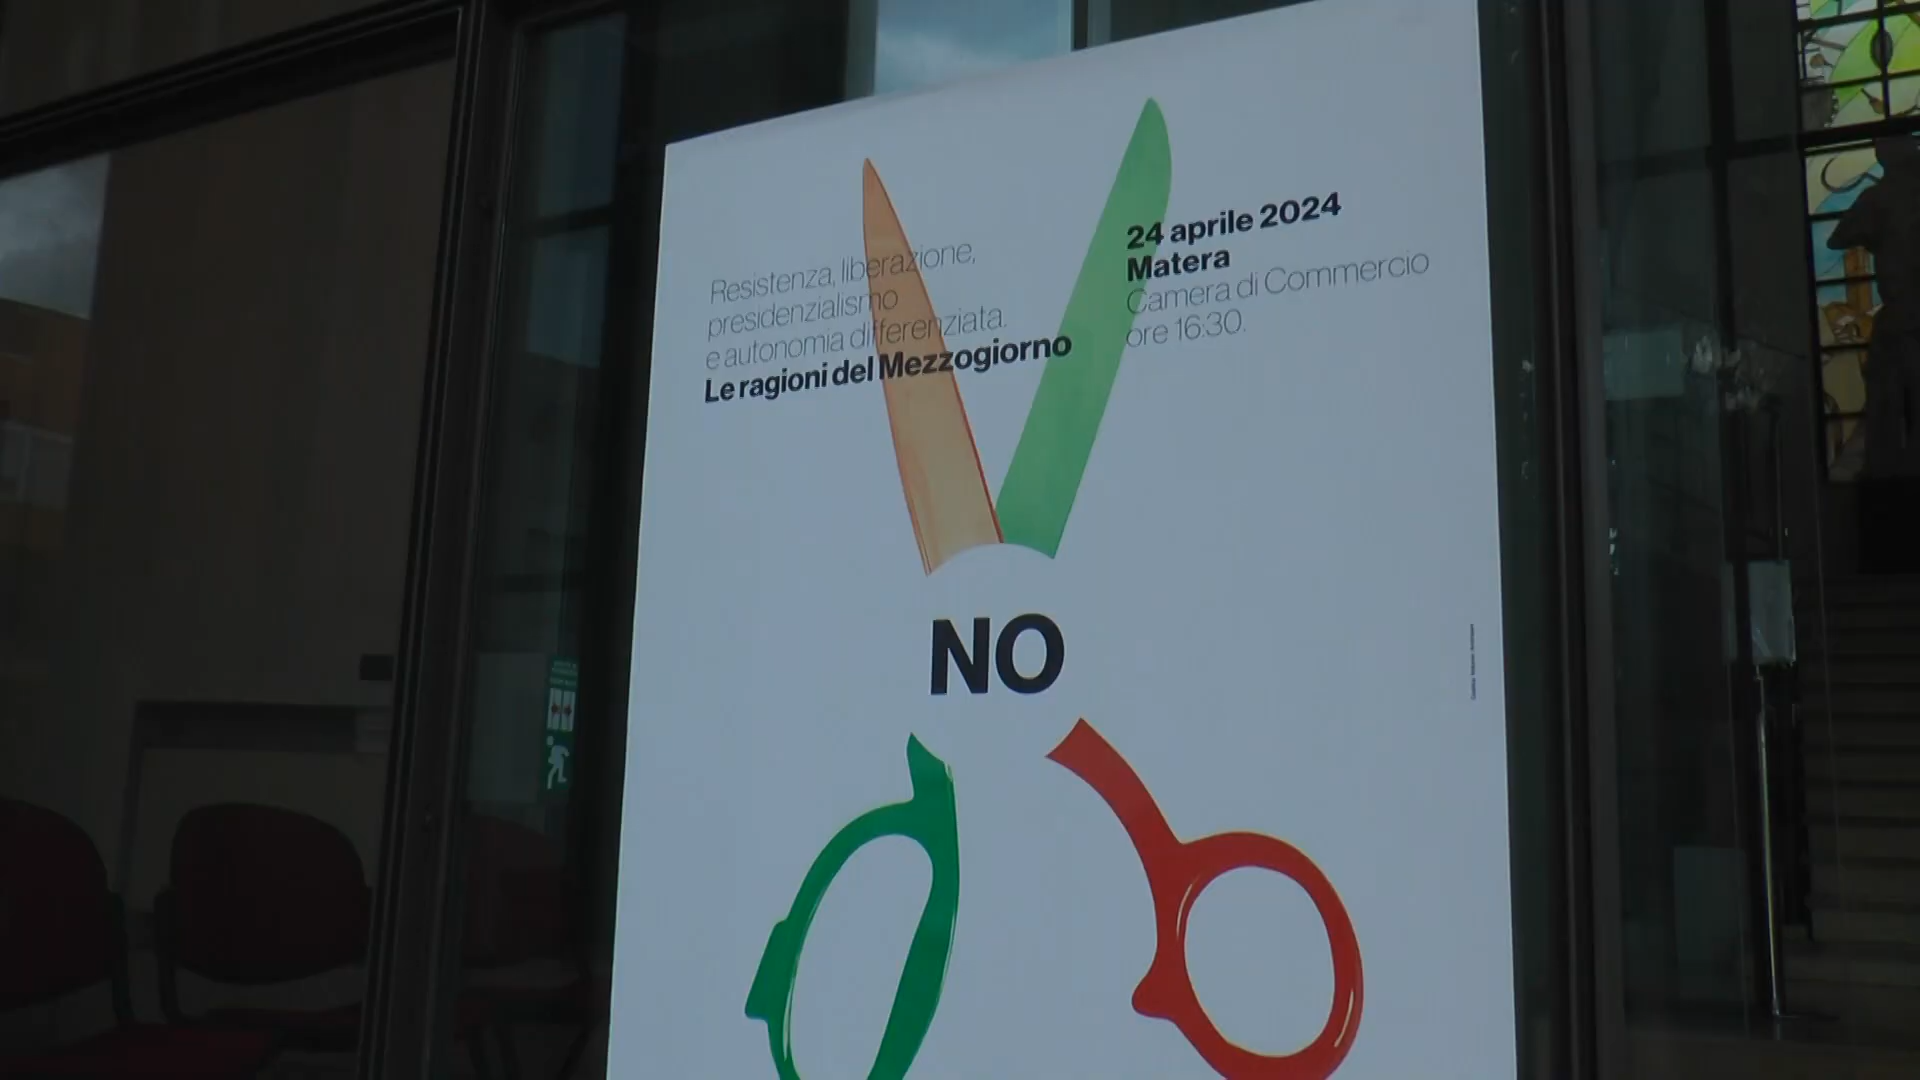 Resistenza, liberazione,
presidenzialismo
e autonomia differenziata.
Le ragioni del Mezzogiorno
24 aprile 2024
Matera
Camera di Commercio
ore 16:30.
NO